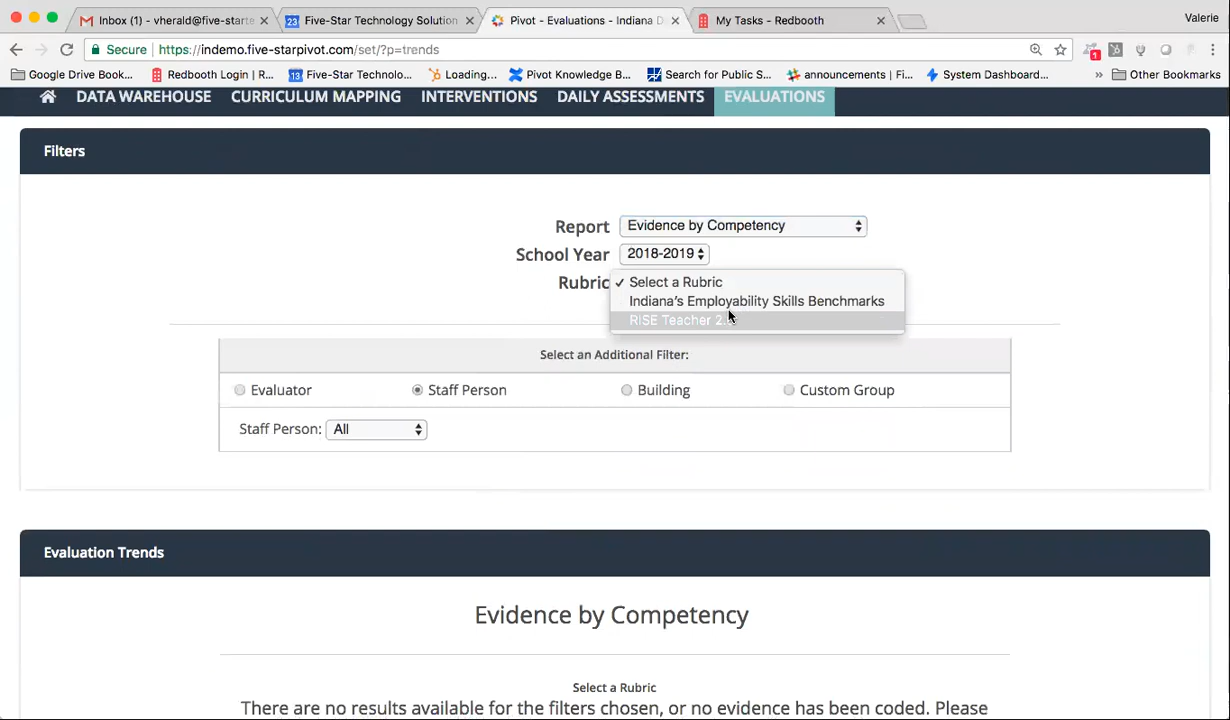 Inbox (1) - vherald@five-starte
23 Five-Star Technology Solution
Pivot - Evaluations - Indiana D
My Tasks - Redbooth
Valerie
Secure https://indemo.five-starpivot.com/set/?p=trends
Google Drive Book...
Redbooth Login | R...
13 Five-Star Technolo...
Loading...
Pivot Knowledge B...
Search for Public S...
announcements | Fi...
System Dashboard...
» Other Bookmarks
DATA WAREHOUSE CURRICULUM MAPPING INTERVENTIONS DAILY ASSESSMENTS EVALUATIONS
Filters
Report Evidence by Competency
School Year 2018-2019
Rubric ✓ Select a Rubric
Indiana's Employability Skills Benchmarks
RISE Teacher
Select an Additional Filter:
Evaluator Staff Person Building Custom Group
Staff Person: All
Evaluation Trends
Evidence by Competency
Select a Rubric
There are no results available for the filters chosen, or no evidence has been coded. Please